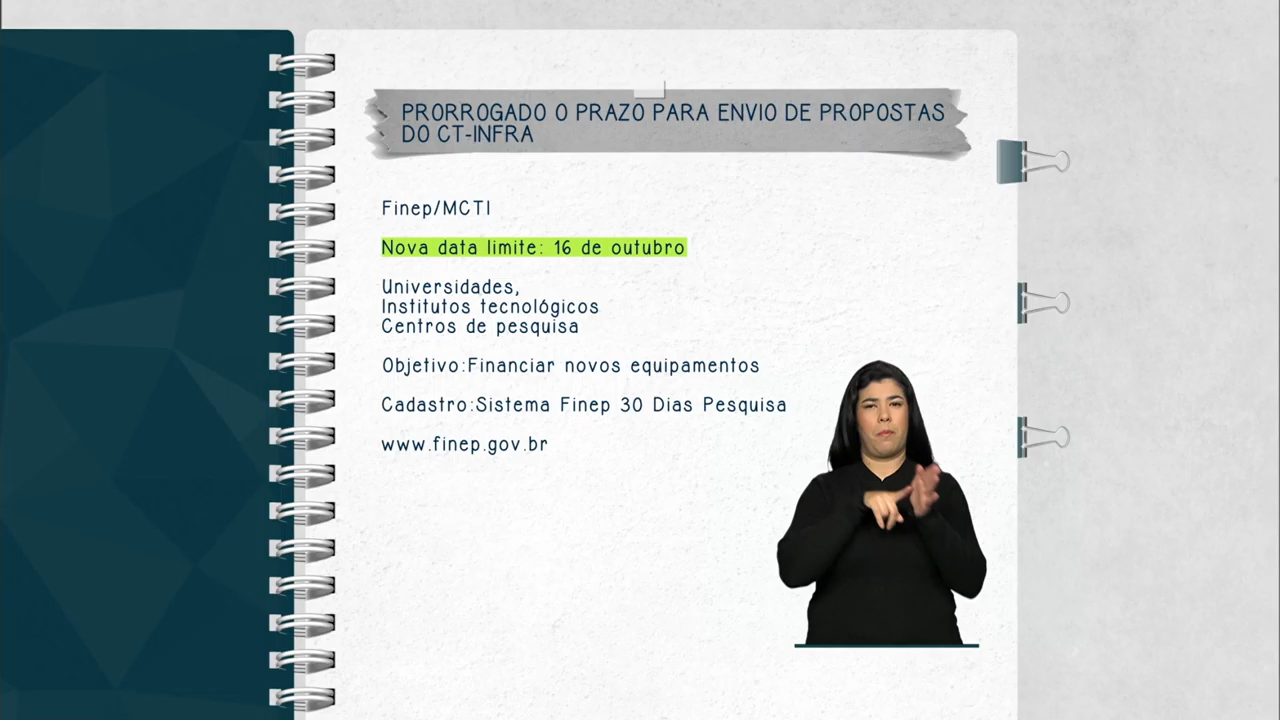 PRORROGADO O PRAZO PARA ENVIO DE PROPOSTAS
DO CT-INFRA
Finep/MCTI
Nova data limite: 16 de outubro
Universidades,
Institutos tecnológicos
Centros de pesquisa
Objetivo:Financiar novos equipamentos
Cadastro:Sistema Finep 30 Dias Pesquisa
www.finep.gov.br